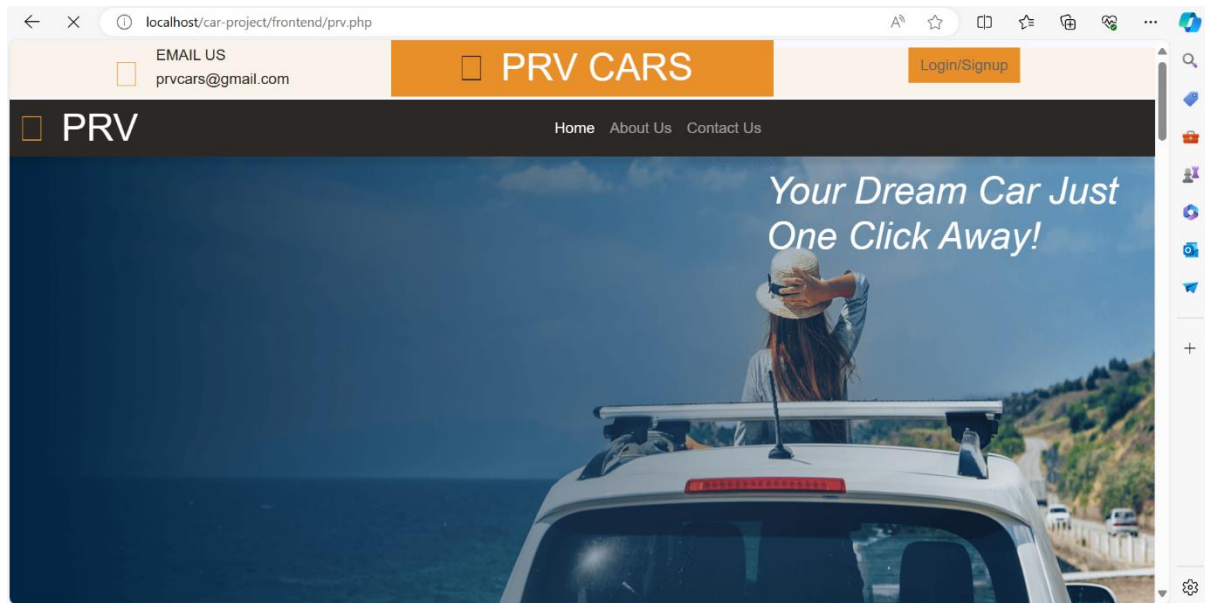 localhost/car-project/frontend/prv.php
EMAIL US
prvcars@gmail.com
PRV CARS
Login/Signup
PRV
Home About Us Contact Us
Your Dream Car Just
One Click Away!